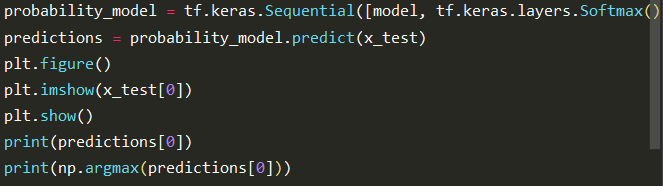 probability_model = tf.keras.Sequential([model, tf.keras.layers.Softmax()
predictions = probability_model.predict(x_test)
plt.figure()
plt.imshow(x_test[0])
plt.show()
print(predictions[0])
print(np.argmax(predictions[0]))